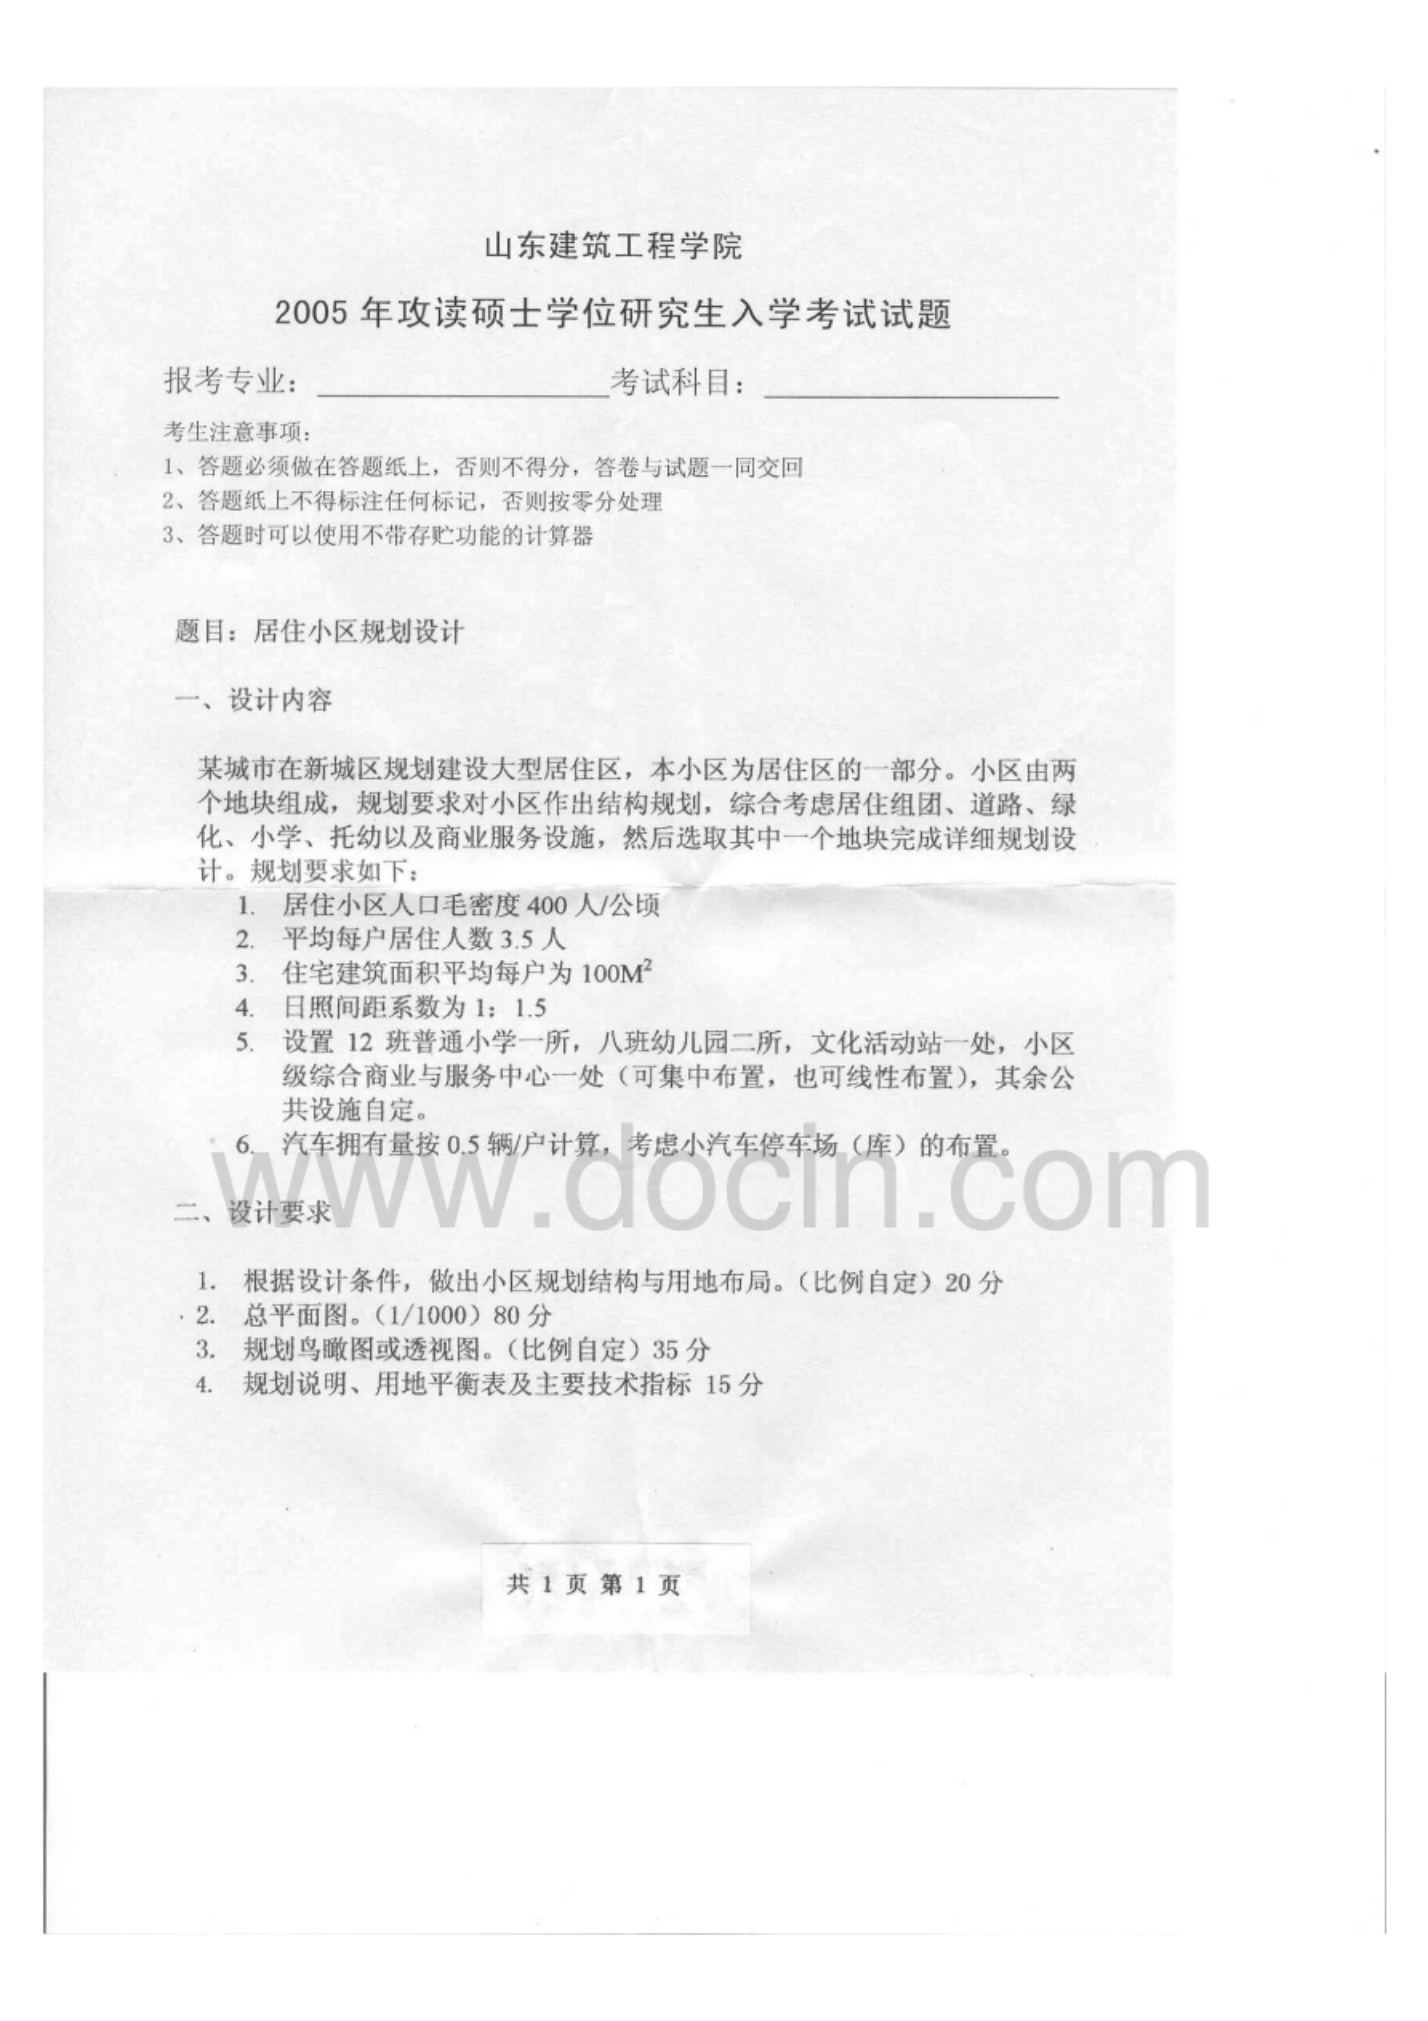 山东建筑工程学院
2005 年攻读硕士学位研究生入学考试试题
报考专业：____________考试科目：____________
考生注意事项：
1、答题必须做在答题纸上，否则不得分，答卷与试题一同交回
2、答题纸上不得标注任何标记，否则按零分处理
3、答题时可以使用不带存贮功能的计算器
题目：居住小区规划设计
一、设计内容
某城市在新城区规划建设大型居住区，本小区为居住区的一部分。小区由两
个地块组成，规划要求对小区作出结构规划，综合考虑居住组团、道路、绿
化、小学、托幼以及商业服务设施，然后选取其中一个地块完成详细规划设
计。规划要求如下：
1. 居住小区人口毛密度 400 人/公顷
2. 平均每户居住人数 3.5 人
3. 住宅建筑面积平均每户为 100M²
4. 日照间距系数为 1：1.5
5. 设置 12 班普通小学一所，八班幼儿园二所，文化活动站一处，小区
级综合商业与服务中心一处（可集中布置，也可线性布置），其余公
共设施自定。
6. 汽车拥有量按 0.5 辆/户计算，考虑小汽车停车场（库）的布置。
www.docin.com
二、设计要求
1. 根据设计条件，做出小区规划结构与用地布局。（比例自定）20 分
2. 总平面图。（1/1000）80 分
3. 规划鸟瞰图或透视图。（比例自定）35 分
4. 规划说明、用地平衡表及主要技术指标 15 分
共 1 页 第 1 页